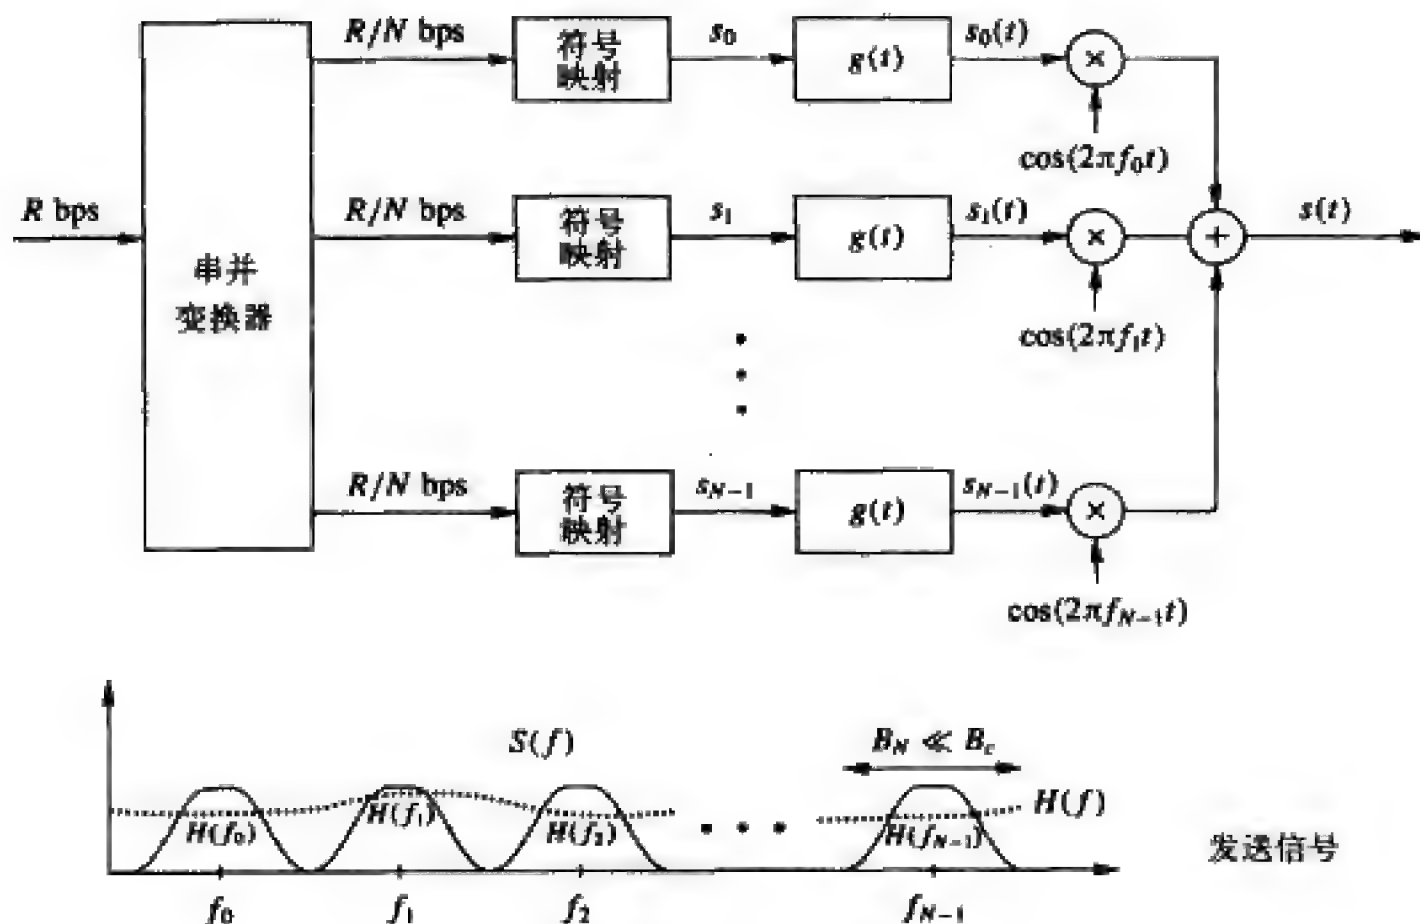 R/N bps
符号
映射
s₀
g(t)
s₀(t)
×
cos(2πf₀t)
R bps
串并
变换器
R/N bps
符号
映射
s₁
g(t)
s₁(t)
×
+
s(t)
cos(2πf₁t)
R/N bps
符号
映射
s_{N-1}
g(t)
s_{N-1}(t)
×
cos(2πf_{N-1}t)
S(f)
B_N ≪ B_c
H(f)
H(f₀)
H(f₁)
H(f₂)
H(f_{N-1})
发送信号
f₀
f₁
f₂
f_{N-1}